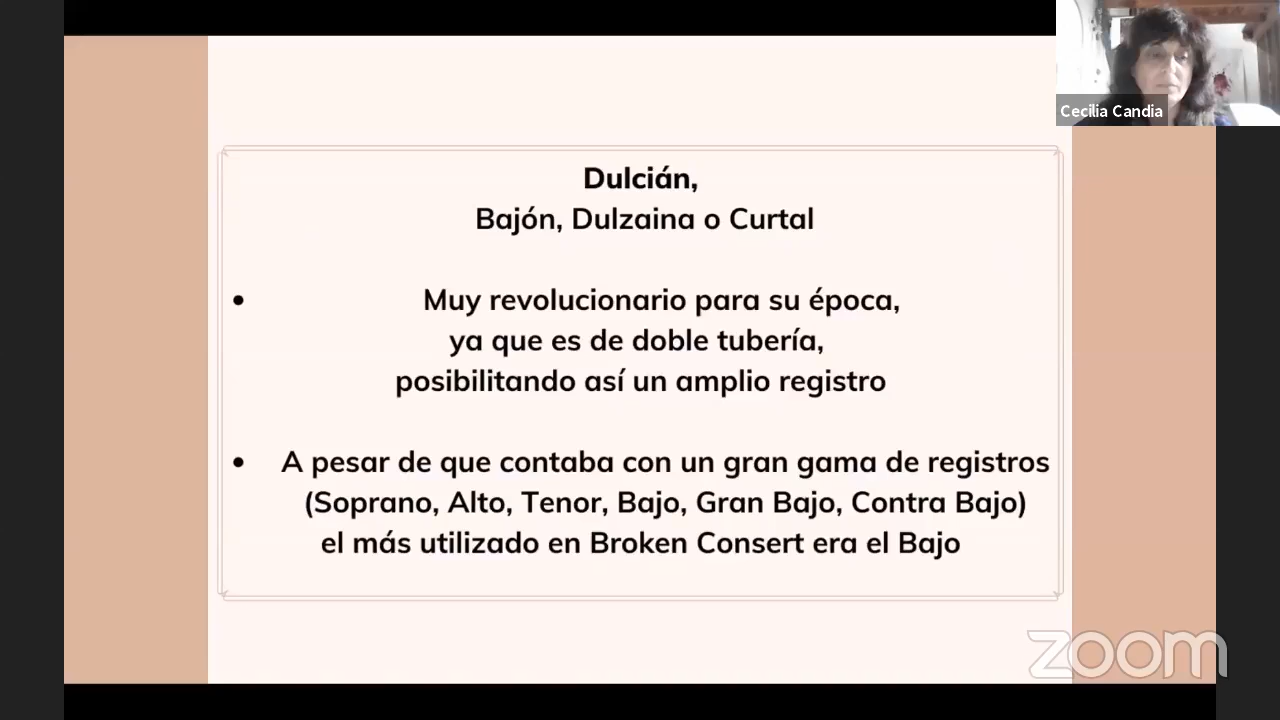 Cecilia Candia
Dulcián,
Bajón, Dulzaina o Curtal
• Muy revolucionario para su época,
ya que es de doble tubería,
posibilitando así un amplio registro
• A pesar de que contaba con un gran gama de registros
(Soprano, Alto, Tenor, Bajo, Gran Bajo, Contra Bajo)
el más utilizado en Broken Consert era el Bajo
zoom